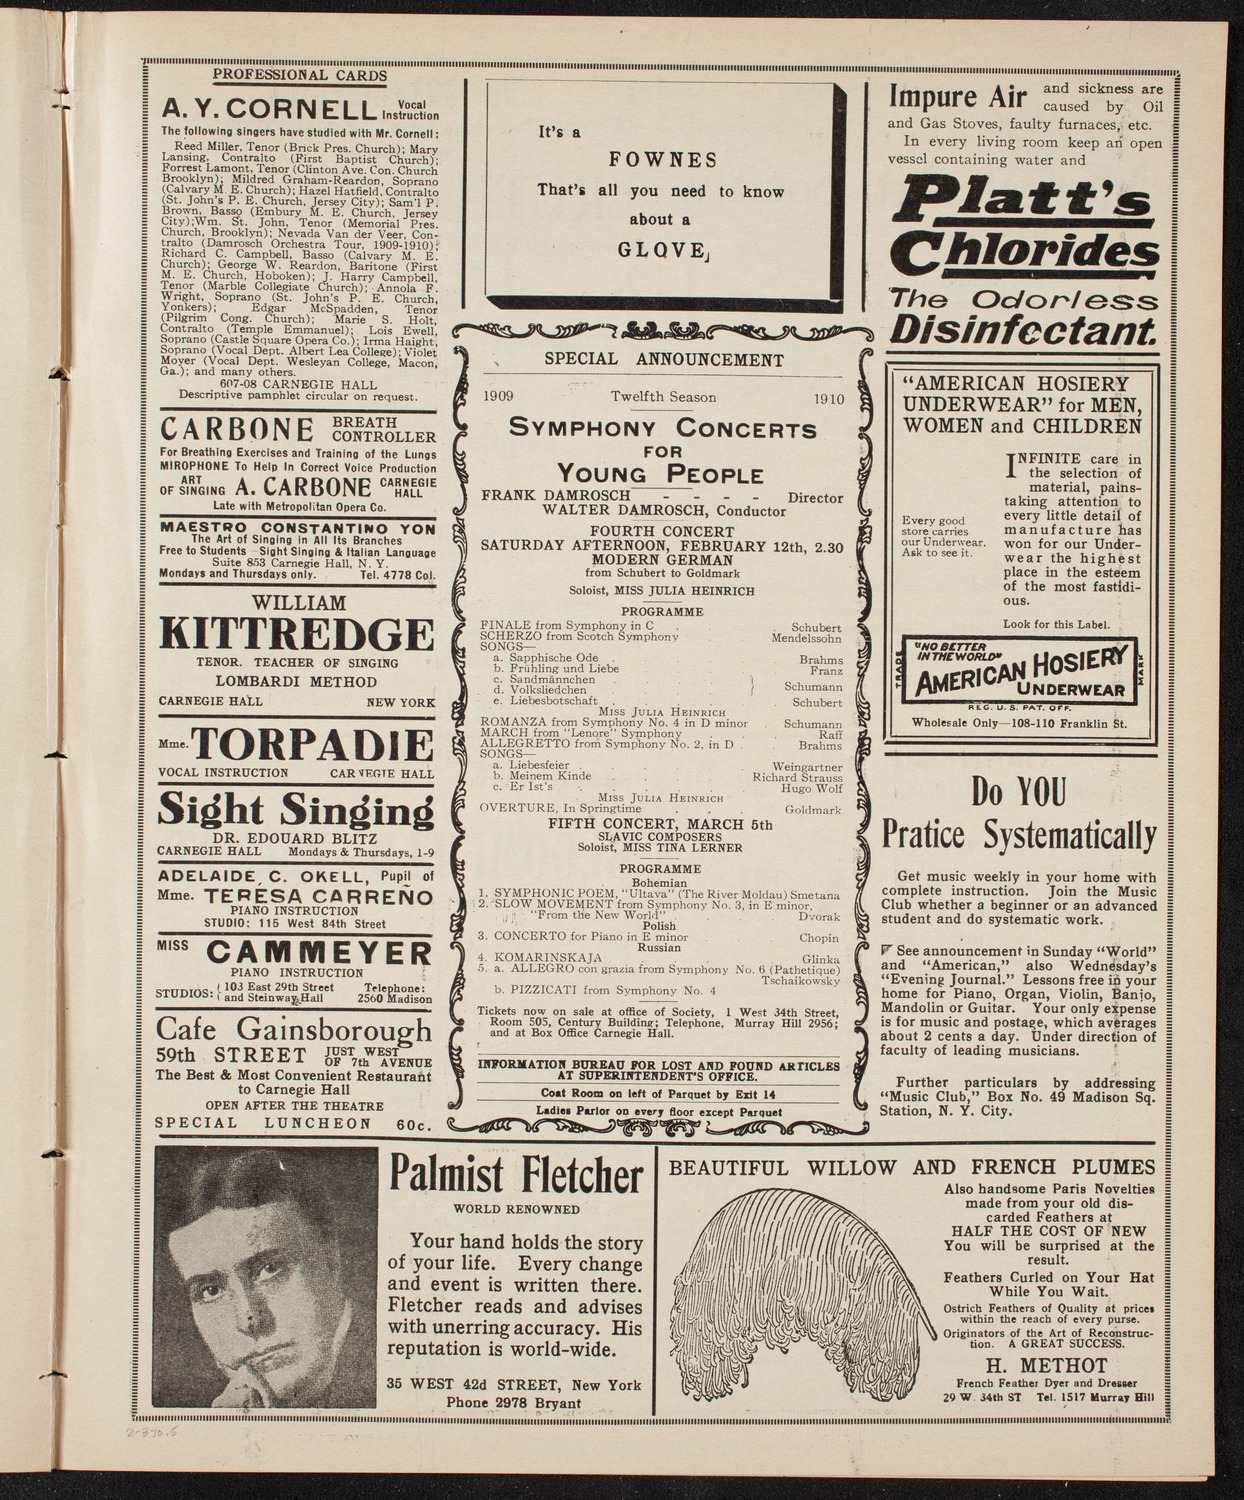 PROFESSIONAL CARDS
A. Y. CORNELL Vocal Instruction
The following singers have studied with Mr. Cornell:
Reed Miller, Tenor (Brick Pres. Church); Mary
Lansing, Contralto (First Baptist Church);
Forrest Lamont, Tenor (Clinton Ave. Con. Church
Brooklyn); Mildred Graham-Reardon, Soprano
(Calvary M. E. Church); Hazel Hatfield, Contralto
(St. John's P. E. Church, Jersey City); Sam'l P.
Brown, Basso (Embury M. E. Church, Jersey
City); Wm. St. John, Tenor (Memorial Pres.
Church, Brooklyn); Nevada Van der Veer, Con-
tralto (Damrosch Orchestra Tour, 1909-1910);
Richard C. Campbell, Basso (Calvary M. E.
Church); George W. Reardon, Baritone (First
M. E. Church, Hoboken); J. Harry Campbell,
Tenor (Marble Collegiate Church); Annola F.
Wright, Soprano (St. John's P. E. Church,
Yonkers); Edgar McSpadden, Tenor
(Pilgrim Cong. Church); Marie S. Holt,
Contralto (Temple Emmanuel); Lois Ewell,
Soprano (Castle Square Opera Co.); Irma Haight,
Soprano (Vocal Dept. Albert Lea College); Violet
Moyer (Vocal Dept. Wesleyan College, Macon,
Ga.); and many others.
607-08 CARNEGIE HALL
Descriptive pamphlet circular on request.
CARBONE BREATH CONTROLLER
For Breathing Exercises and Training of the Lungs
MIROPHONE To Help In Correct Voice Production
ART OF SINGING A. CARBONE CARNEGIE HALL
Late with Metropolitan Opera Co.
MAESTRO CONSTANTINO YON
The Art of Singing in All Its Branches
Free to Students Sight Singing & Italian Language
Suite 853 Carnegie Hall, N. Y.
Mondays and Thursdays only. Tel. 4778 Col.
WILLIAM
KITTREDGE
TENOR. TEACHER OF SINGING
LOMBARDI METHOD
CARNEGIE HALL NEW YORK
Mme. TORPADIE
VOCAL INSTRUCTION CARNEGIE HALL
Sight Singing
DR. EDOUARD BLITZ
CARNEGIE HALL Mondays & Thursdays, 1-9
ADELAIDE C. OKELL, Pupil of
Mme. TERESA CARREÑO
PIANO INSTRUCTION
STUDIO: 115 West 84th Street
MISS CAMMEYER
PIANO INSTRUCTION
STUDIOS: { 103 East 29th Street Telephone:
{ and Steinway Hall 2560 Madison
Cafe Gainsborough
59th STREET JUST WEST OF 7th AVENUE
The Best & Most Convenient Restaurant
to Carnegie Hall
OPEN AFTER THE THEATRE
SPECIAL LUNCHEON 60c.
It's a
FOWNES
That's all you need to know
about a
GLOVE,
SPECIAL ANNOUNCEMENT
1909 Twelfth Season 1910
SYMPHONY CONCERTS
FOR
YOUNG PEOPLE
FRANK DAMROSCH - - - - Director
WALTER DAMROSCH, Conductor
FOURTH CONCERT
SATURDAY AFTERNOON, FEBRUARY 12th, 2.30
MODERN GERMAN
from Schubert to Goldmark
Soloist, MISS JULIA HEINRICH
PROGRAMME
FINALE from Symphony in C . Schubert
SCHERZO from Scotch Symphony . Mendelssohn
SONGS—
a. Sapphische Ode . Brahms
b. Frühling und Liebe . Franz
c. Sandmännchen
d. Volksliedchen } Schumann
e. Liebesbotschaft . Schubert
MISS JULIA HEINRICH
ROMANZA from Symphony No. 4 in D minor . Schumann
MARCH from "Lenore" Symphony . Raff
ALLEGRETTO from Symphony No. 2, in D . Brahms
SONGS—
a. Liebesfeier . Weingartner
b. Meinem Kinde . Richard Strauss
c. Er Ist's . Hugo Wolf
MISS JULIA HEINRICH
OVERTURE, In Springtime . Goldmark
FIFTH CONCERT, MARCH 5th
SLAVIC COMPOSERS
Soloist, MISS TINA LERNER
PROGRAMME
Bohemian
1. SYMPHONIC POEM, "Ultava" (The River Moldau) Smetana
2. SLOW MOVEMENT from Symphony No. 3, in E minor,
"From the New World" . Dvorak
Polish
3. CONCERTO for Piano in E minor Chopin
Russian
4. KOMARINSKAJA . Glinka
5. a. ALLEGRO con grazia from Symphony No. 6 (Pathetique)
Tschaikowsky
b. PIZZICATI from Symphony No. 4
Tickets now on sale at office of Society, 1 West 34th Street,
Room 505, Century Building; Telephone, Murray Hill 2956;
and at Box Office Carnegie Hall.
INFORMATION BUREAU FOR LOST AND FOUND ARTICLES
AT SUPERINTENDENT'S OFFICE.
Coat Room on left of Parquet by Exit 14
Ladies Parlor on every floor except Parquet
Impure Air and sickness are
caused by Oil
and Gas Stoves, faulty furnaces, etc.
In every living room keep an open
vessel containing water and
Platt's
Chlorides
The Odorless
Disinfectant.
"AMERICAN HOSIERY
UNDERWEAR" for MEN,
WOMEN and CHILDREN
Every good
store carries
our Underwear.
Ask to see it.
INFINITE care in
the selection of
material, pains-
taking attention to
every little detail of
manufacture has
won for our Under-
wear the highest
place in the esteem
of the most fastidi-
ous.
Look for this Label.
TRADE MARK
"NO BETTER
IN THE WORLD"
AMERICAN HOSIERY
UNDERWEAR
REG. U. S. PAT. OFF.
Wholesale Only—108-110 Franklin St.
Do YOU
Pratice Systematically
Get music weekly in your home with
complete instruction. Join the Music
Club whether a beginner or an advanced
student and do systematic work.
See announcement in Sunday "World"
and "American," also Wednesday's
"Evening Journal." Lessons free in your
home for Piano, Organ, Violin, Banjo,
Mandolin or Guitar. Your only expense
is for music and postage, which averages
about 2 cents a day. Under direction of
faculty of leading musicians.
Further particulars by addressing
"Music Club," Box No. 49 Madison Sq.
Station, N. Y. City.
Palmist Fletcher
WORLD RENOWNED
Your hand holds the story
of your life. Every change
and event is written there.
Fletcher reads and advises
with unerring accuracy. His
reputation is world-wide.
35 WEST 42d STREET, New York
Phone 2978 Bryant
BEAUTIFUL WILLOW AND FRENCH PLUMES
Also handsome Paris Novelties
made from your old dis-
carded Feathers at
HALF THE COST OF NEW
You will be surprised at the
result.
Feathers Curled on Your Hat
While You Wait.
Ostrich Feathers of Quality at prices
within the reach of every purse.
Originators of the Art of Reconstruc-
tion. A GREAT SUCCESS.
H. METHOT
French Feather Dyer and Dresser
29 W. 34th ST Tel. 1517 Murray Hill
2-370.5